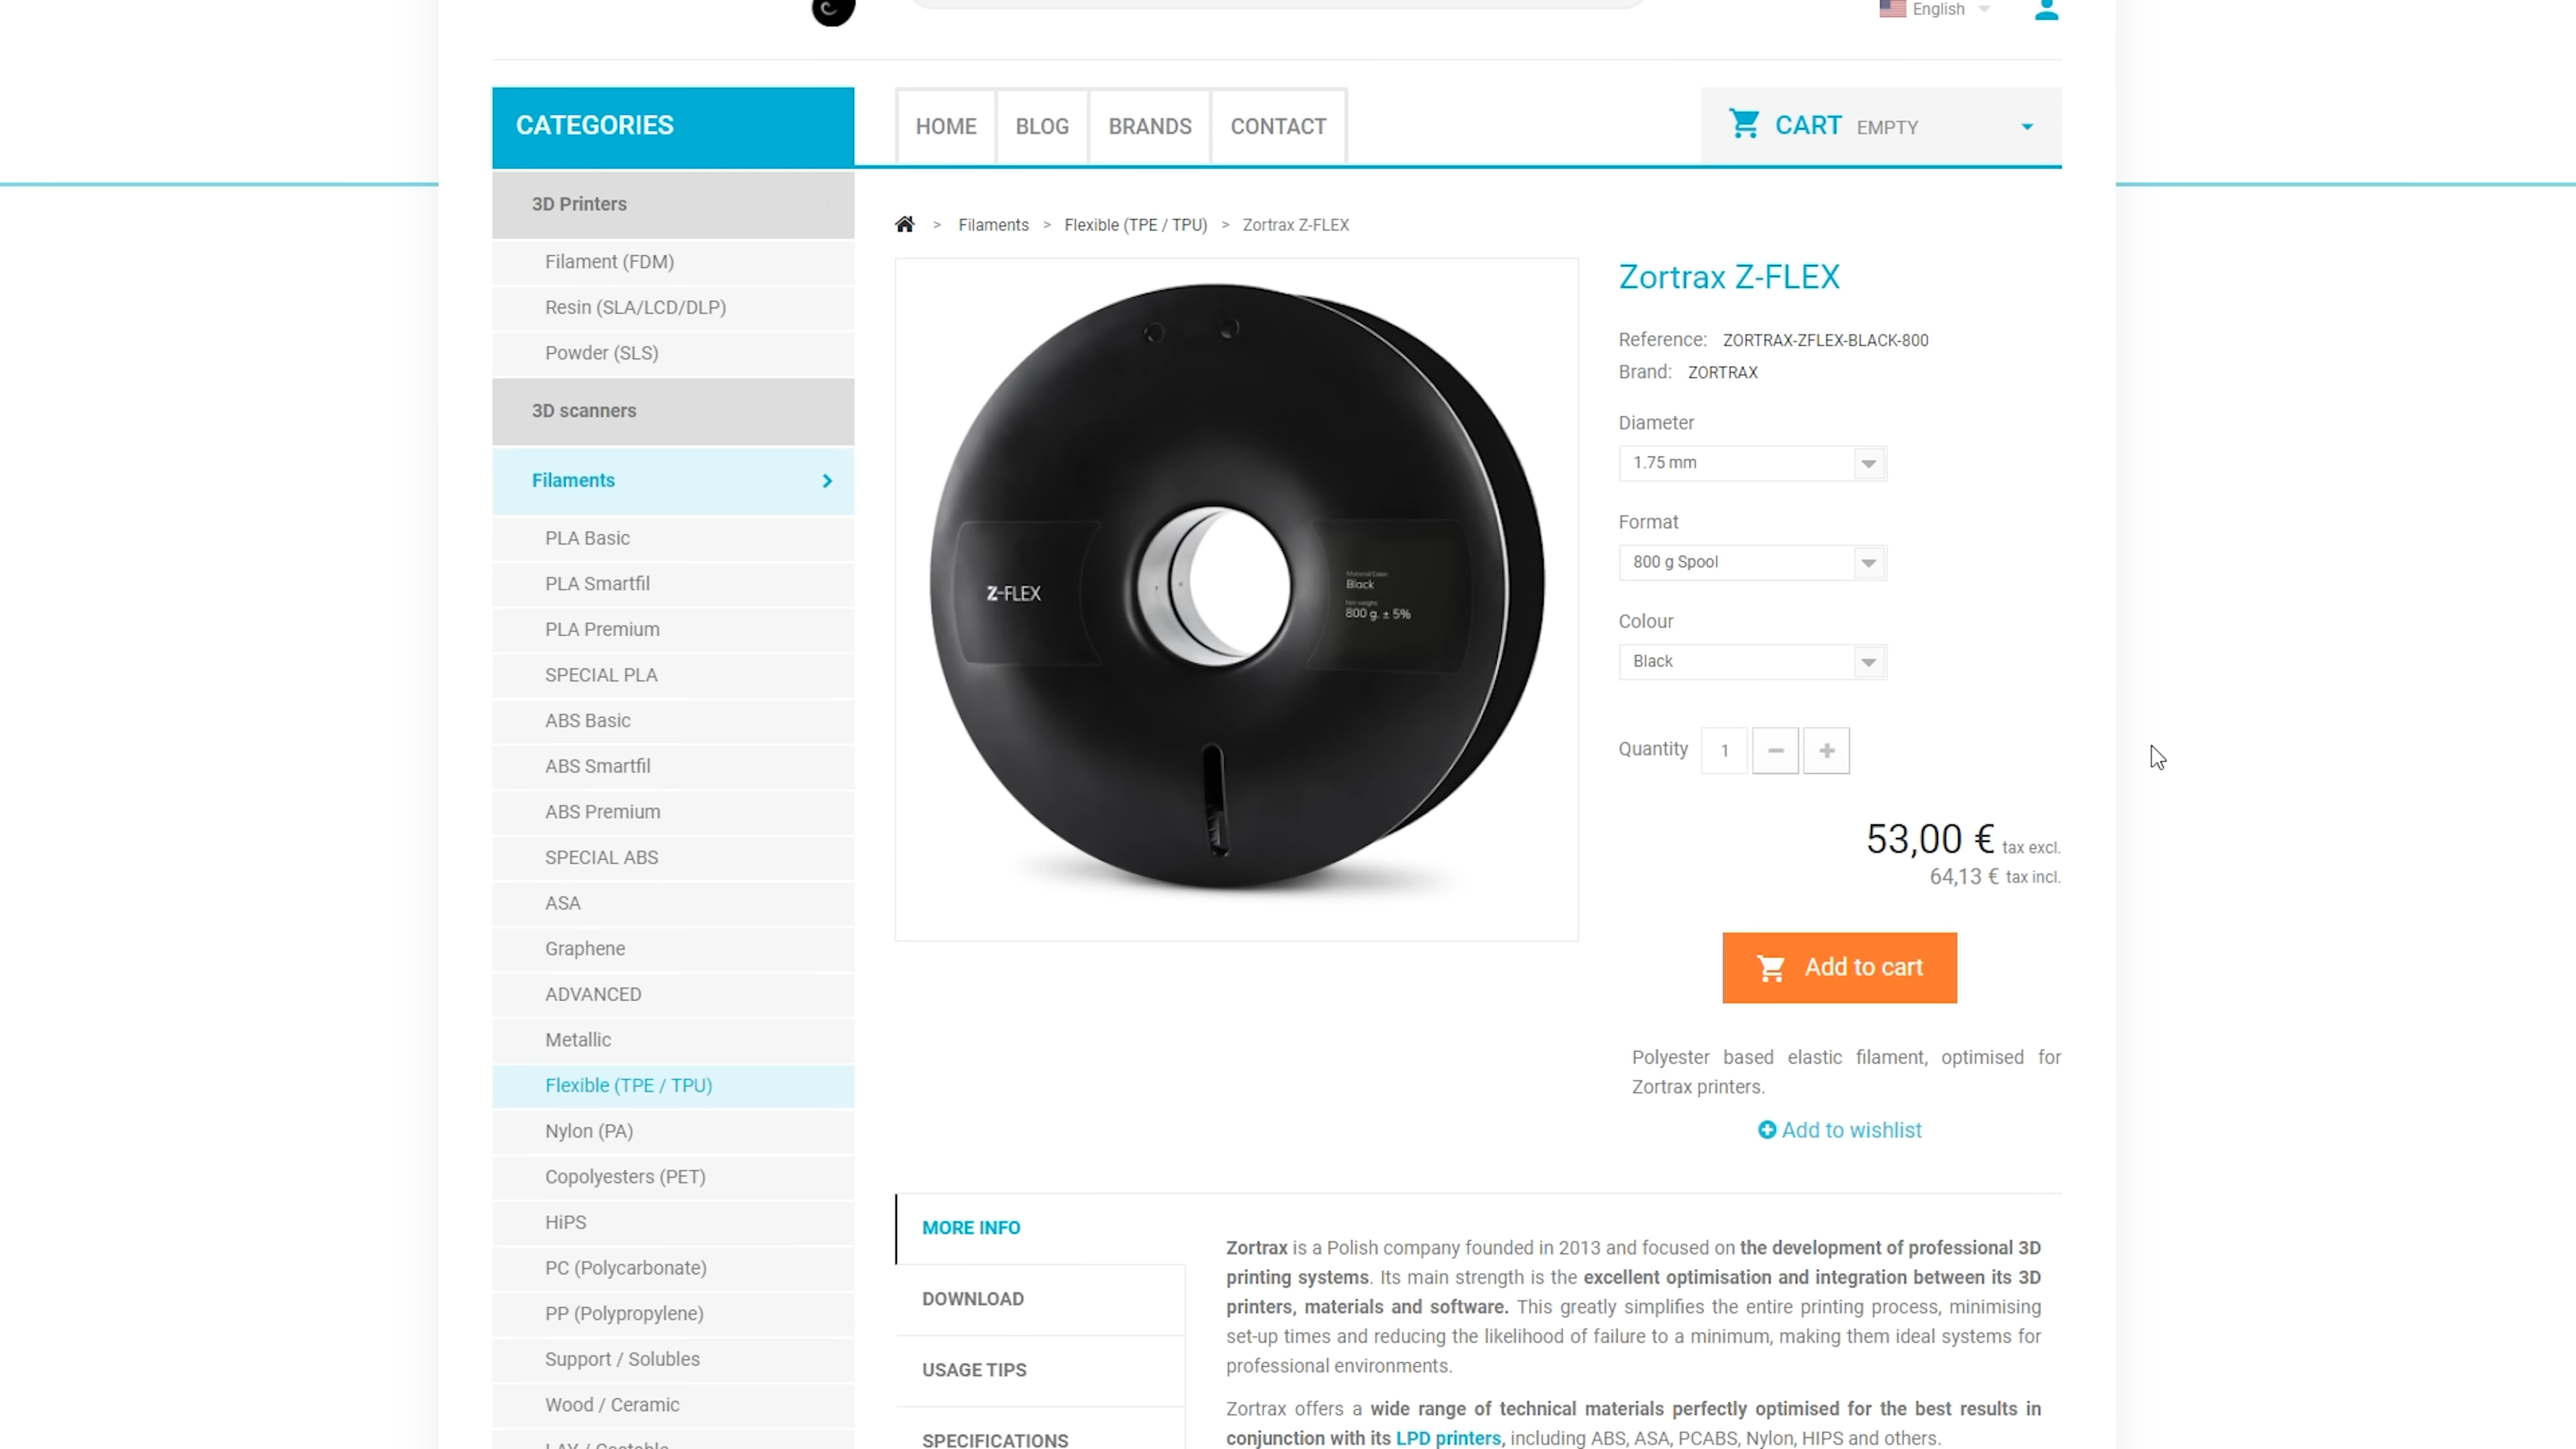 English
CATEGORIES
HOME
BLOG
BRANDS
CONTACT
CART EMPTY
3D Printers
Filament (FDM)
Resin (SLA/LCD/DLP)
Powder (SLS)
3D scanners
Filaments
PLA Basic
PLA Smartfil
PLA Premium
SPECIAL PLA
ABS Basic
ABS Smartfil
ABS Premium
SPECIAL ABS
ASA
Graphene
ADVANCED
Metallic
Flexible (TPE / TPU)
Nylon (PA)
Copolyesters (PET)
HiPS
PC (Polycarbonate)
PP (Polypropylene)
Support / Solubles
Wood / Ceramic
> Filaments > Flexible (TPE / TPU) > Zortrax Z-FLEX
Z-FLEX
Material Color:
Black
Net weight:
800 g. ± 5%
Zortrax Z-FLEX
Reference: ZORTRAX-ZFLEX-BLACK-800
Brand: ZORTRAX
Diameter
1.75 mm
Format
800 g Spool
Colour
Black
Quantity 1
53,00 € tax excl.
64,13 € tax incl.
Add to cart
Polyester based elastic filament, optimised for
Zortrax printers.
Add to wishlist
MORE INFO
DOWNLOAD
USAGE TIPS
SPECIFICATIONS
Zortrax is a Polish company founded in 2013 and focused on the development of professional 3D
printing systems. Its main strength is the excellent optimisation and integration between its 3D
printers, materials and software. This greatly simplifies the entire printing process, minimising
set-up times and reducing the likelihood of failure to a minimum, making them ideal systems for
professional environments.
Zortrax offers a wide range of technical materials perfectly optimised for the best results in
conjunction with its LPD printers, including ABS, ASA, PCABS, Nylon, HIPS and others.